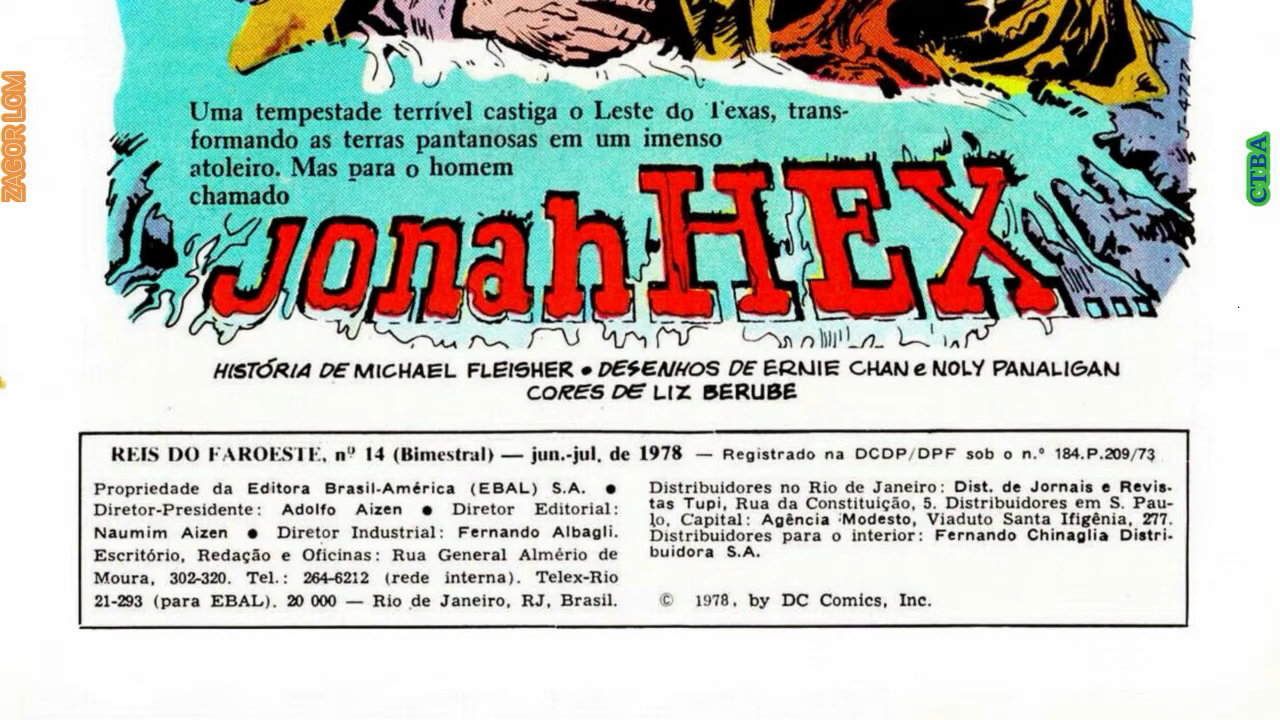 Uma tempestade terrível castiga o Leste do Texas, trans-
formando as terras pantanosas em um imenso
atoleiro. Mas para o homem
chamado
Jonah HEX...
HISTÓRIA DE MICHAEL FLEISHER • DESENHOS DE ERNIE CHAN e NOLY PANALIGAN
CORES DE LIZ BERUBE
REIS DO FAROESTE, nº 14 (Bimestral) — jun.-jul. de 1978 — Registrado na DCDP/DPF sob o n.º 184.P.209/73
Propriedade da Editora Brasil-América (EBAL) S.A. ●
Diretor-Presidente: Adolfo Aizen ● Diretor Editorial:
Naumim Aizen ● Diretor Industrial: Fernando Albagli.
Escritório, Redação e Oficinas: Rua General Almério de
Moura, 302-320. Tel.: 264-6212 (rede interna). Telex-Rio
21-293 (para EBAL). 20 000 — Rio de Janeiro, RJ, Brasil.
Distribuidores no Rio de Janeiro: Dist. de Jornais e Revis-
tas Tupi, Rua da Constituição, 5. Distribuidores em S. Pau-
lo, Capital: Agência Modesto, Viaduto Santa Ifigênia, 277.
Distribuidores para o interior: Fernando Chinaglia Distri-
buidora S.A.
© 1978, by DC Comics, Inc.
ZAGOR LCM
CTBA
J-4727